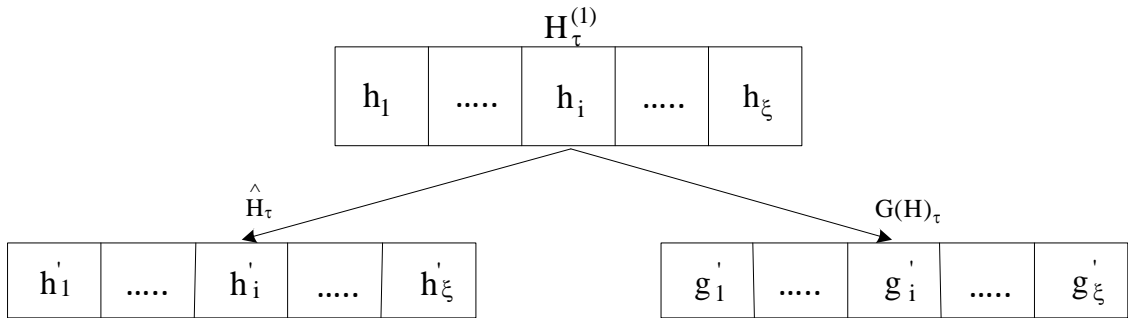 H_τ^(1)
h_1 ..... h_i ..... h_ξ
Ĥ_τ G(H)_τ
h'_1 ..... h'_i ..... h'_ξ g'_1 ..... g'_i ..... g'_ξ